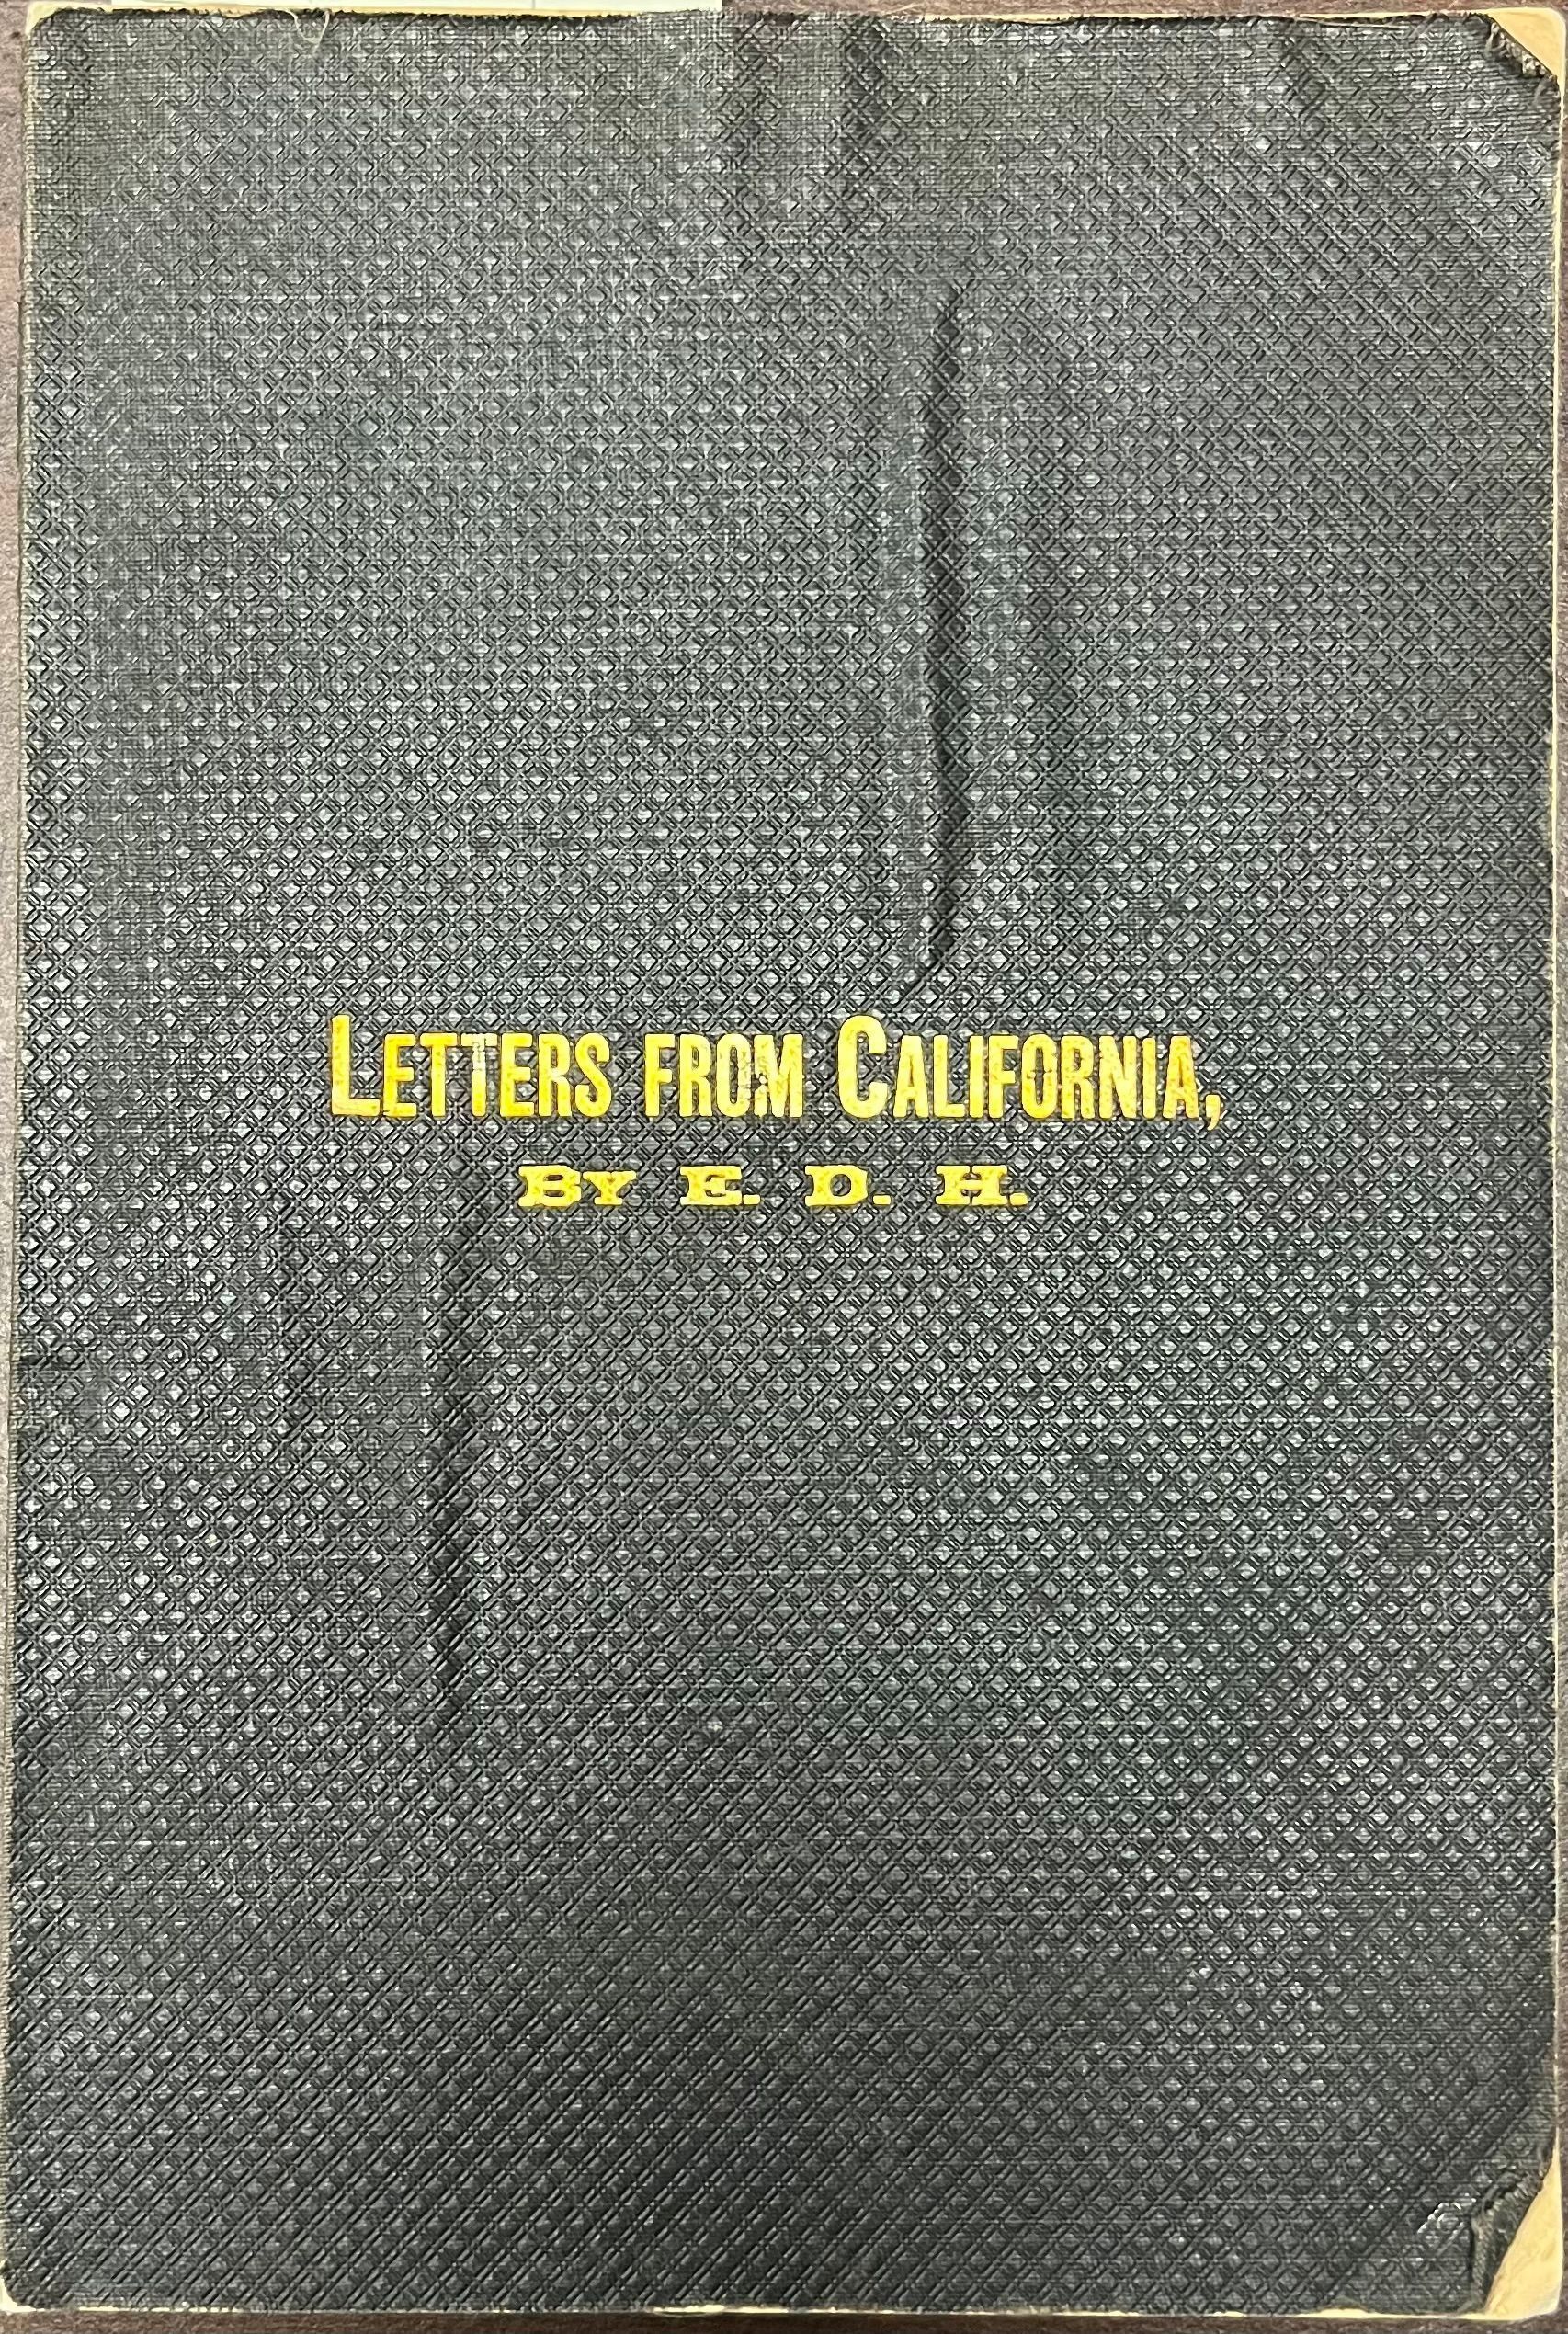 LETTERS FROM CALIFORNIA,
BY E. D. H.